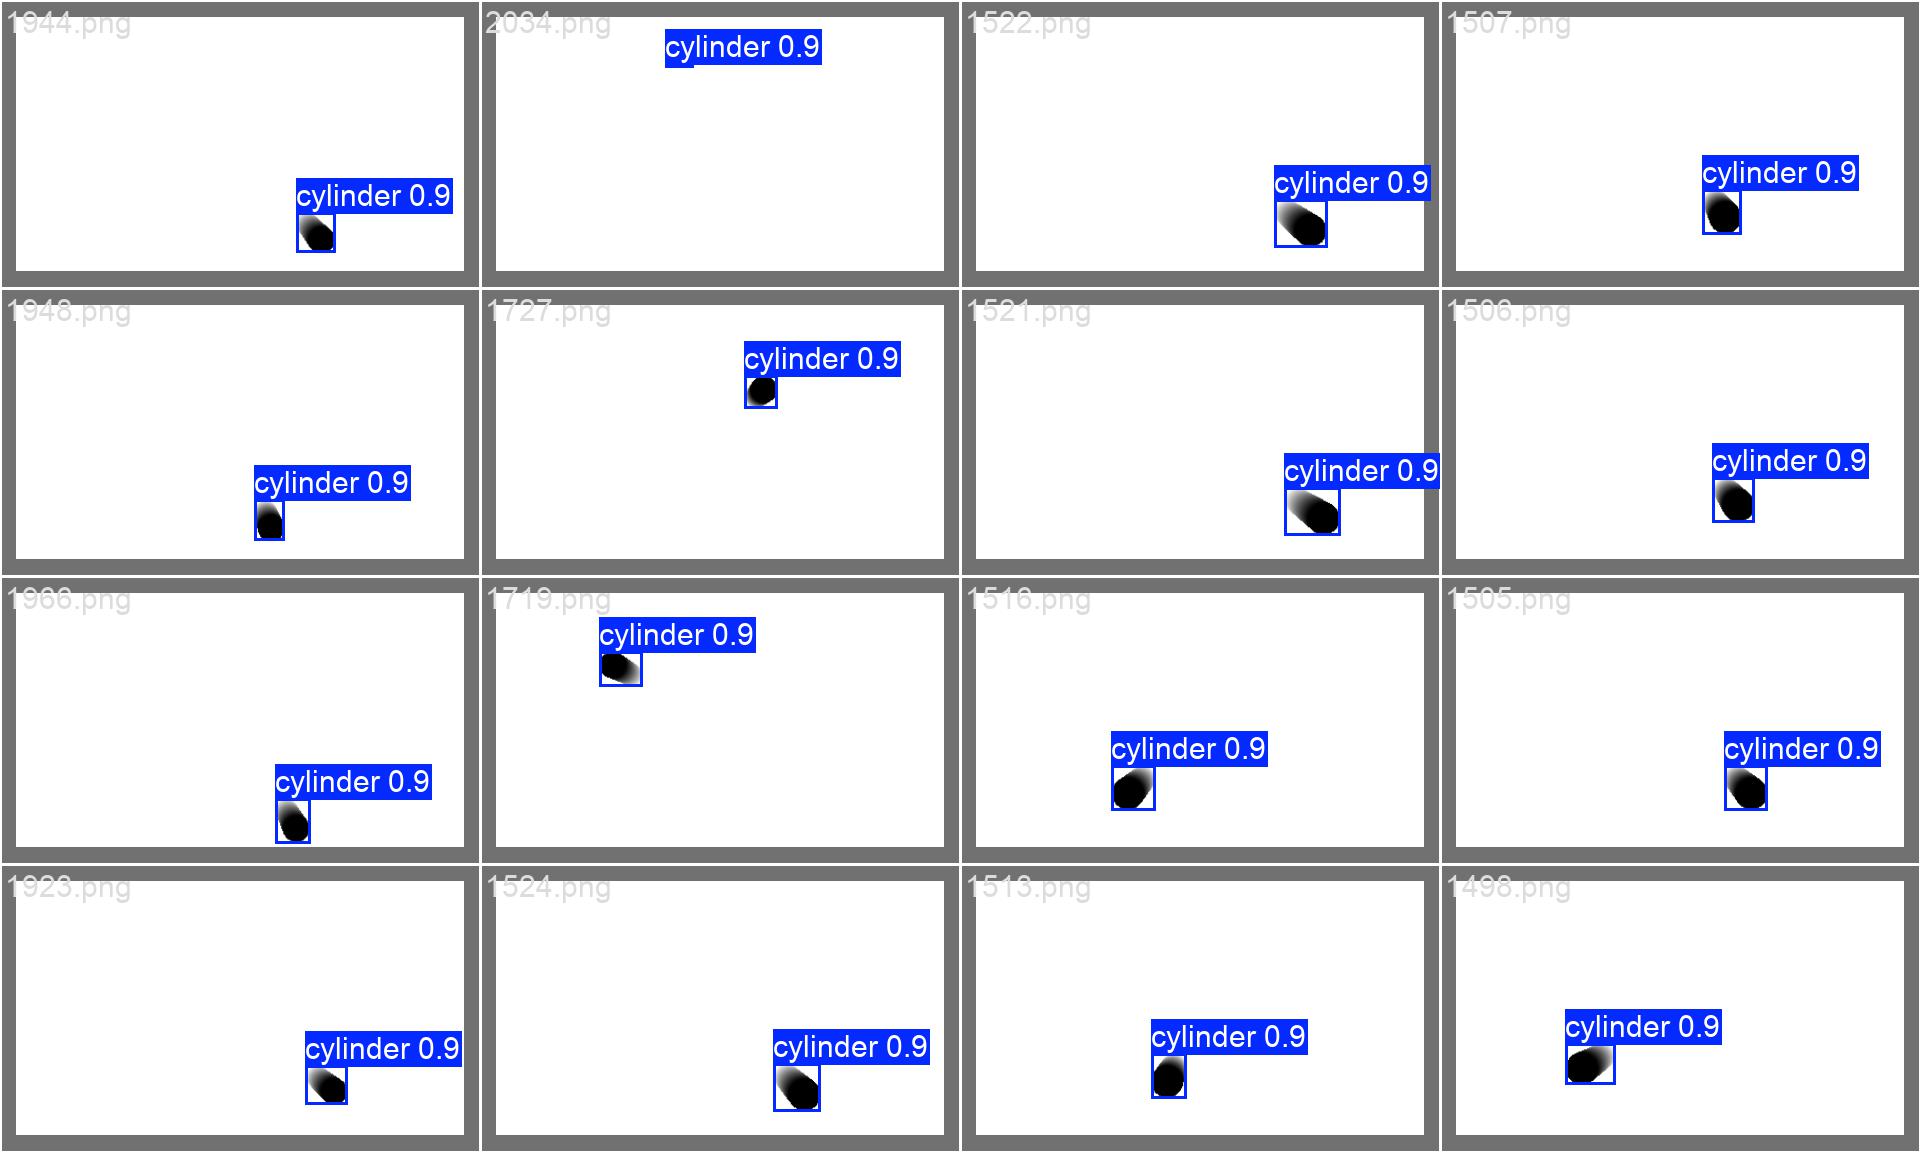 1944.png
cylinder 0.9
2034.png
cylinder 0.9
1522.png
cylinder 0.9
1507.png
cylinder 0.9
1948.png
cylinder 0.9
1727.png
cylinder 0.9
1521.png
cylinder 0.9
1506.png
cylinder 0.9
1966.png
cylinder 0.9
1719.png
cylinder 0.9
1516.png
cylinder 0.9
1505.png
cylinder 0.9
1923.png
cylinder 0.9
1524.png
cylinder 0.9
1513.png
cylinder 0.9
1498.png
cylinder 0.9